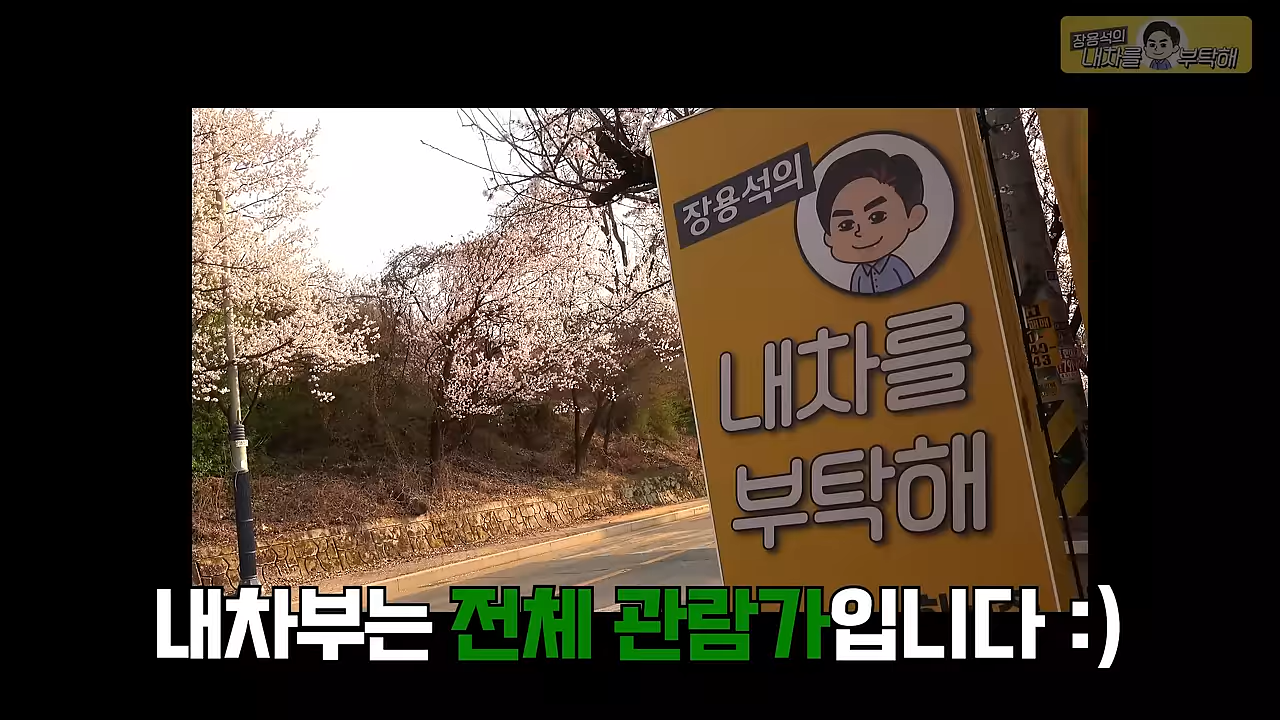 장용석의
내차를 부탁해
장용석의
내차를
부탁해
내차부는 전체 관람가입니다 :)